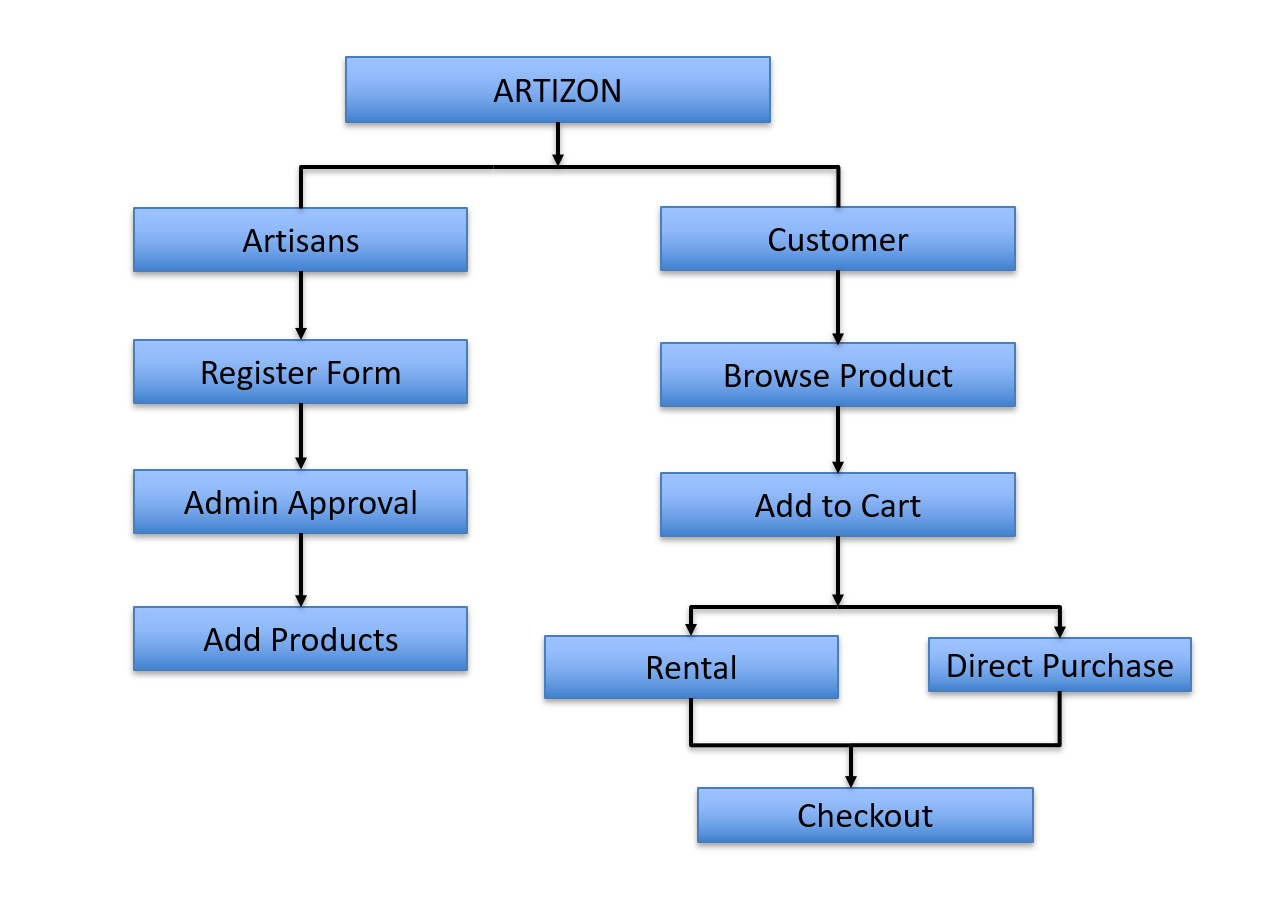 ARTIZON
Artisans
Customer
Register Form
Browse Product
Admin Approval
Add to Cart
Add Products
Rental
Direct Purchase
Checkout